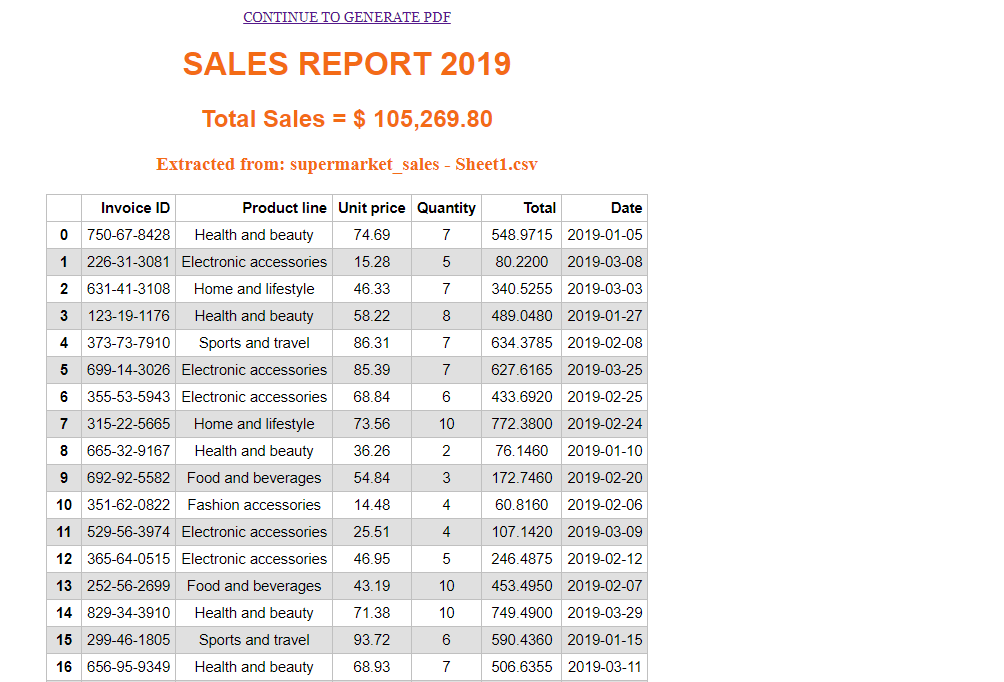 CONTINUE TO GENERATE PDF
SALES REPORT 2019
Total Sales = $ 105,269.80
Extracted from: supermarket_sales - Sheet1.csv
Invoice ID Product line Unit price Quantity Total Date
0 750-67-8428 Health and beauty 74.69 7 548.9715 2019-01-05
1 226-31-3081 Electronic accessories 15.28 5 80.2200 2019-03-08
2 631-41-3108 Home and lifestyle 46.33 7 340.5255 2019-03-03
3 123-19-1176 Health and beauty 58.22 8 489.0480 2019-01-27
4 373-73-7910 Sports and travel 86.31 7 634.3785 2019-02-08
5 699-14-3026 Electronic accessories 85.39 7 627.6165 2019-03-25
6 355-53-5943 Electronic accessories 68.84 6 433.6920 2019-02-25
7 315-22-5665 Home and lifestyle 73.56 10 772.3800 2019-02-24
8 665-32-9167 Health and beauty 36.26 2 76.1460 2019-01-10
9 692-92-5582 Food and beverages 54.84 3 172.7460 2019-02-20
10 351-62-0822 Fashion accessories 14.48 4 60.8160 2019-02-06
11 529-56-3974 Electronic accessories 25.51 4 107.1420 2019-03-09
12 365-64-0515 Electronic accessories 46.95 5 246.4875 2019-02-12
13 252-56-2699 Food and beverages 43.19 10 453.4950 2019-02-07
14 829-34-3910 Health and beauty 71.38 10 749.4900 2019-03-29
15 299-46-1805 Sports and travel 93.72 6 590.4360 2019-01-15
16 656-95-9349 Health and beauty 68.93 7 506.6355 2019-03-11